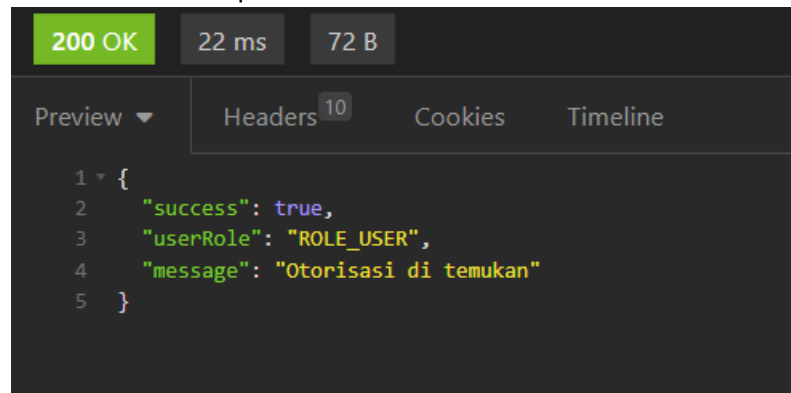 200 OK 22 ms 72 B
Preview Headers 10 Cookies Timeline
1 {
2 "success": true,
3 "userRole": "ROLE_USER",
4 "message": "Otorisasi di temukan"
5 }